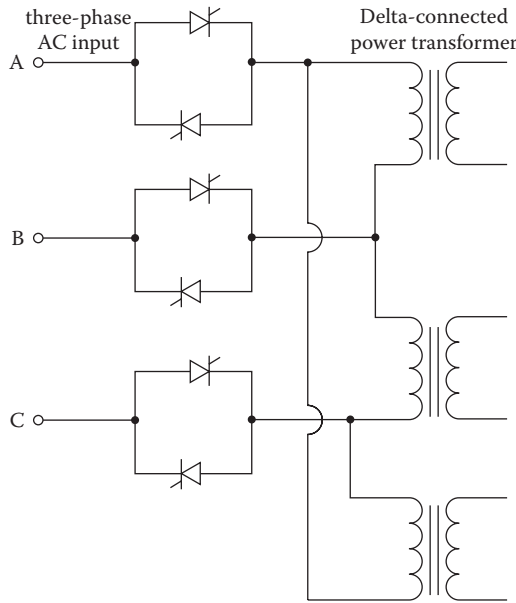 three-phase
AC input
Delta-connected
power transformer
A
B
C